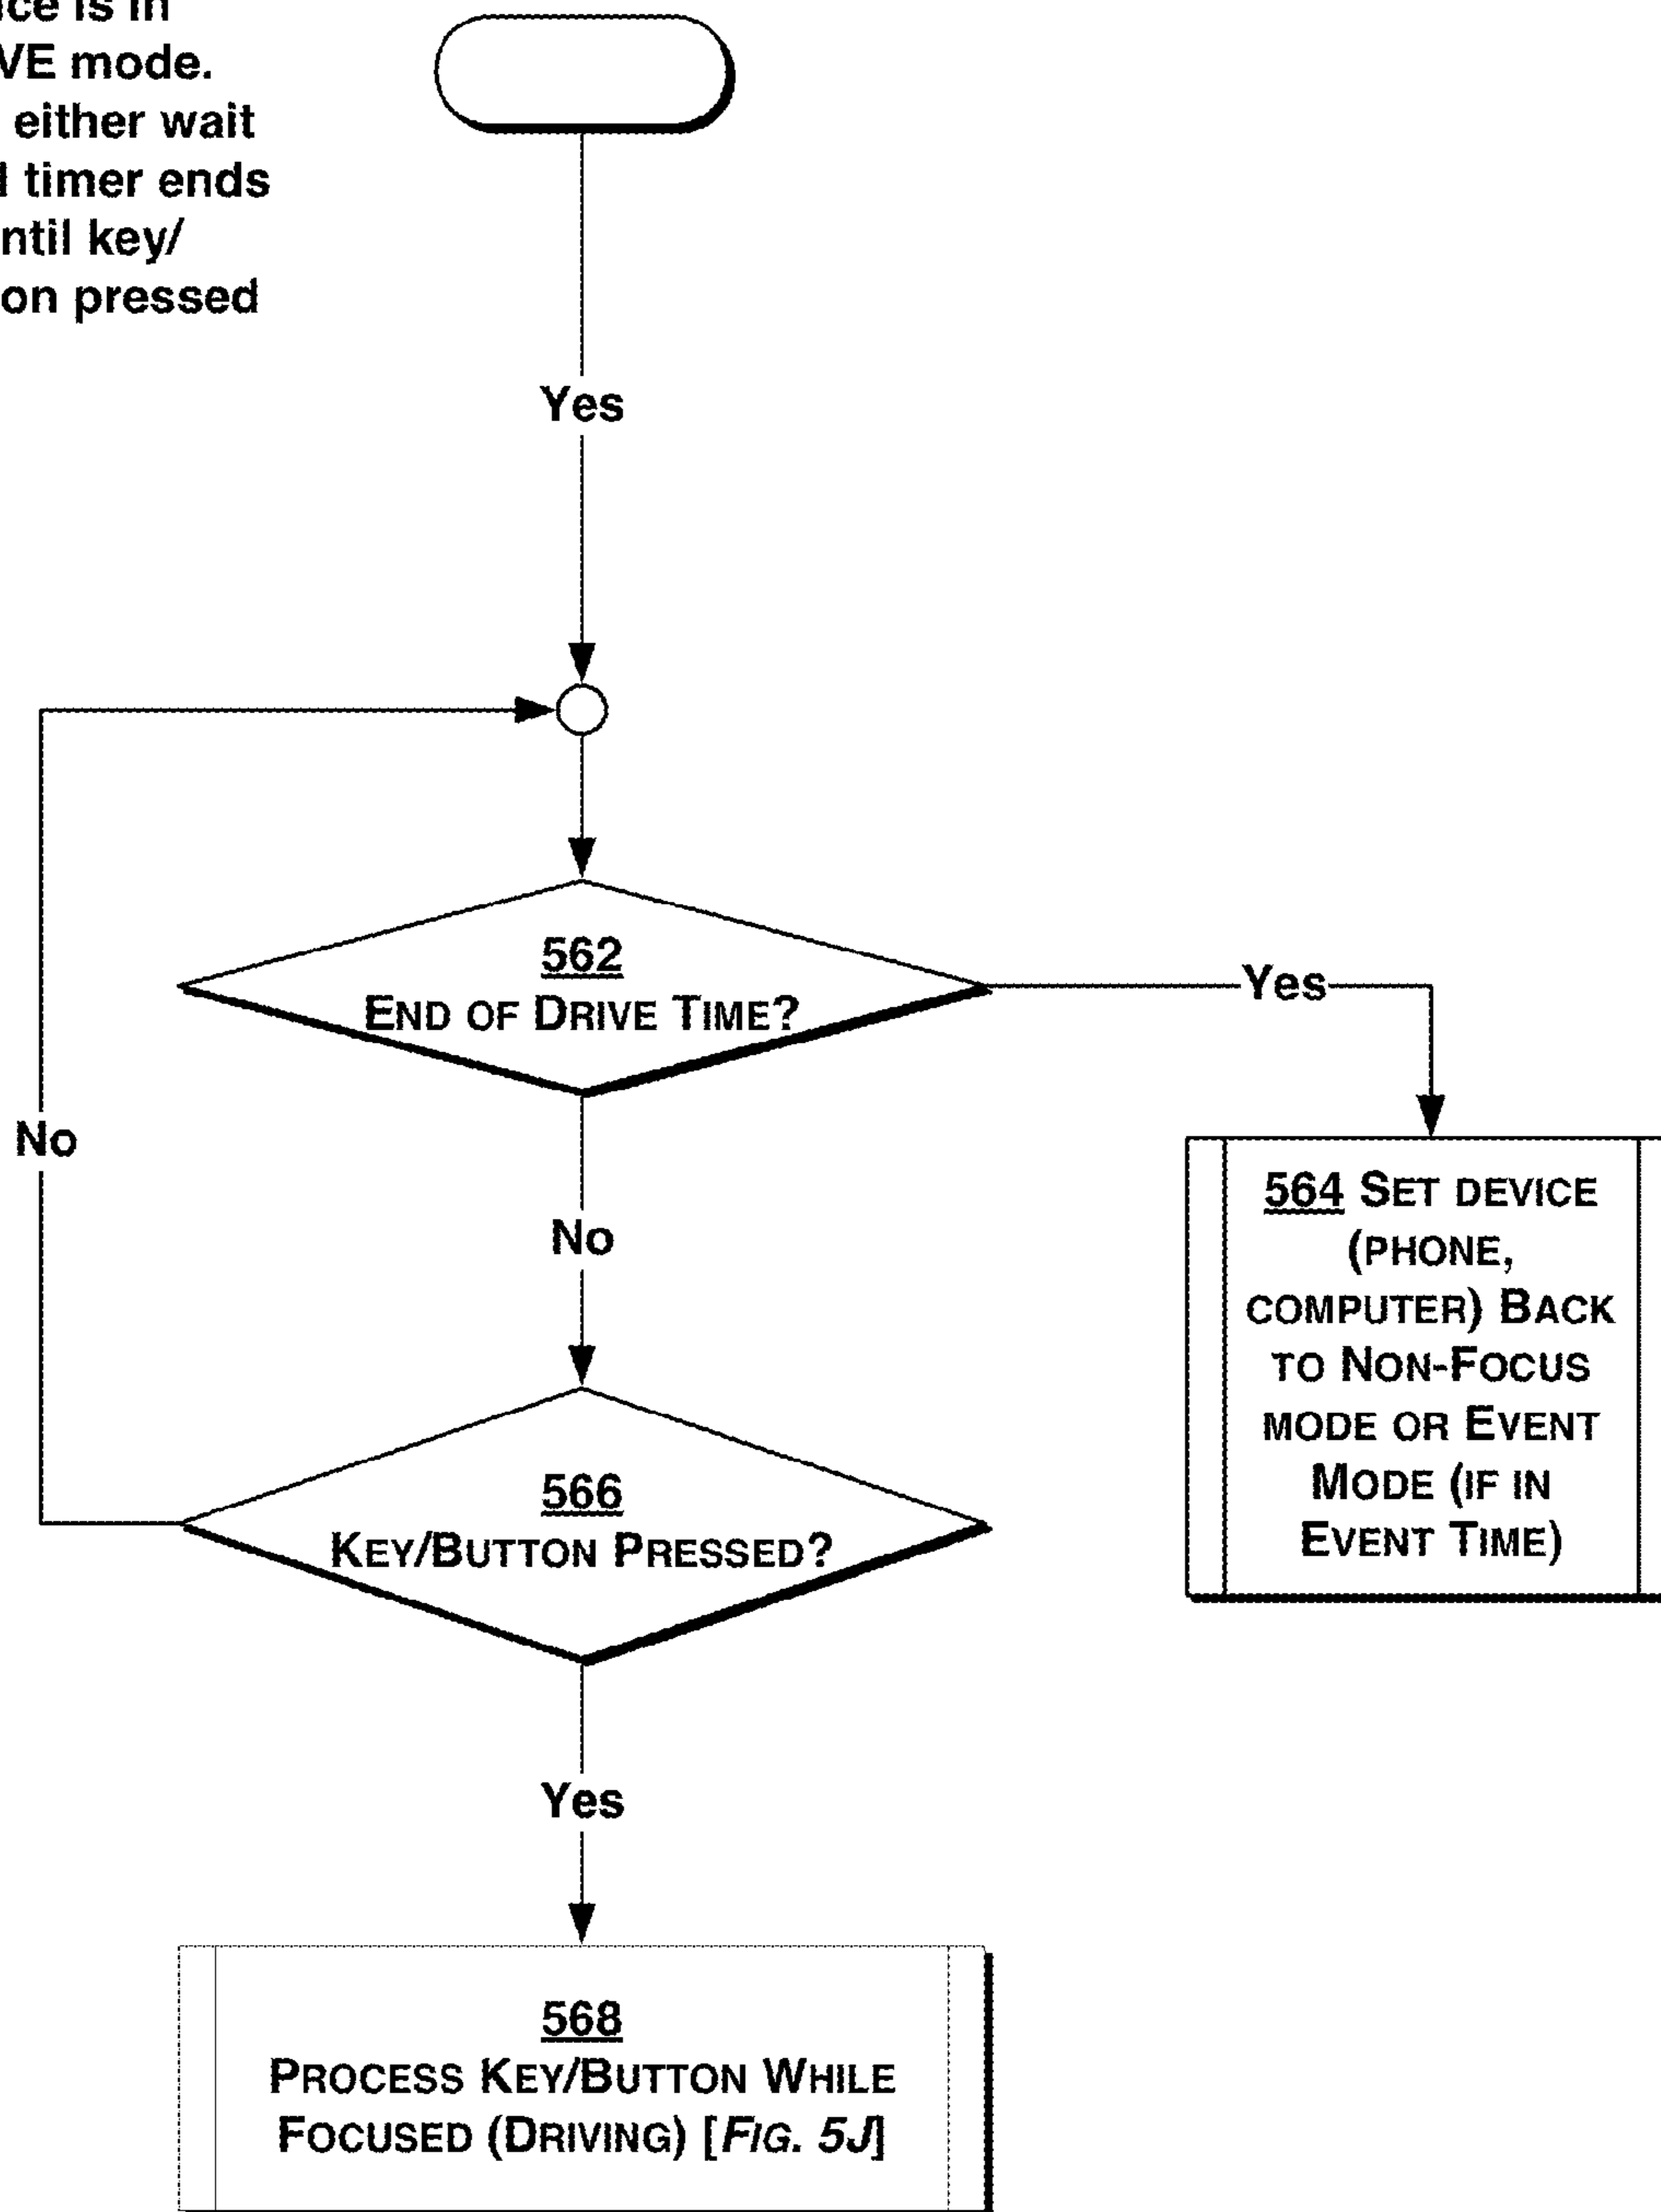 is in
VE mode.
either wait
timer ends
key/
on pressed
Yes
562
END OF DRIVE TIME?
Yes
No
No
564 SET DEVICE
(PHONE,
COMPUTER) BACK
TO NON-FOCUS
MODE OR EVENT
MODE (IF IN
EVENT TIME)
566
KEY/BUTTON PRESSED?
Yes
568
PROCESS KEY/BUTTON WHILE
FOCUSED (DRIVING) [FIG. 5J]